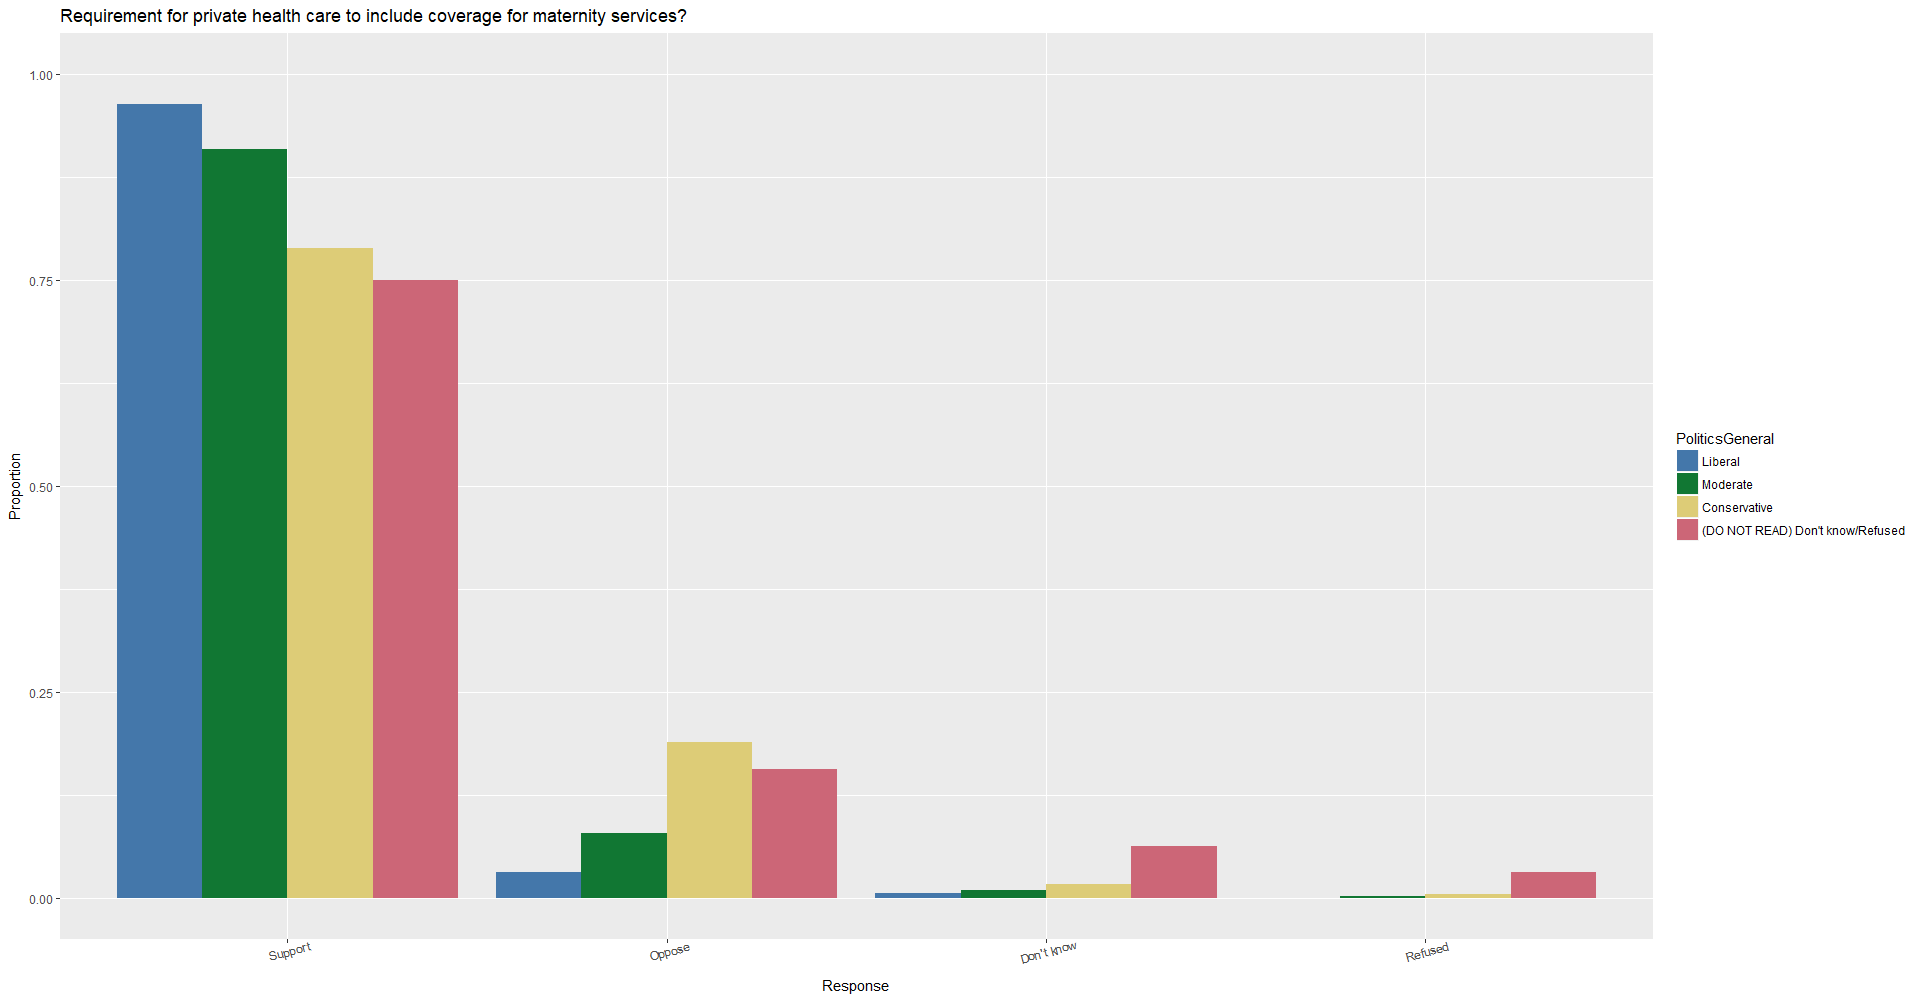 Requirement for private health care to include coverage for maternity services?
1.00
0.75
0.50
0.25
0.00
Proportion
Support
Oppose
Don"t know
Refused
Response
PoliticsGeneral
Liberal
Moderate
Conservative
(DO NOT READ) Don't know/Refused